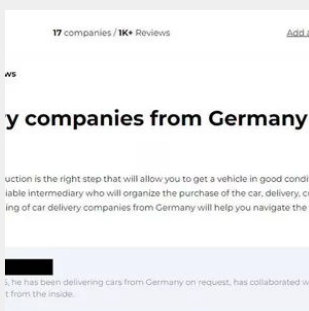 17 companies / 1K+ Reviews
Add
ws
y companies from Germany
uction is the right step that will allow you to get a vehicle in good condi
iable intermediary who will organize the purchase of the car, delivery, c
ing of car delivery companies from Germany will help you navigate the
s, he has been delivering cars from Germany on request, has collaborated w
t from the inside.